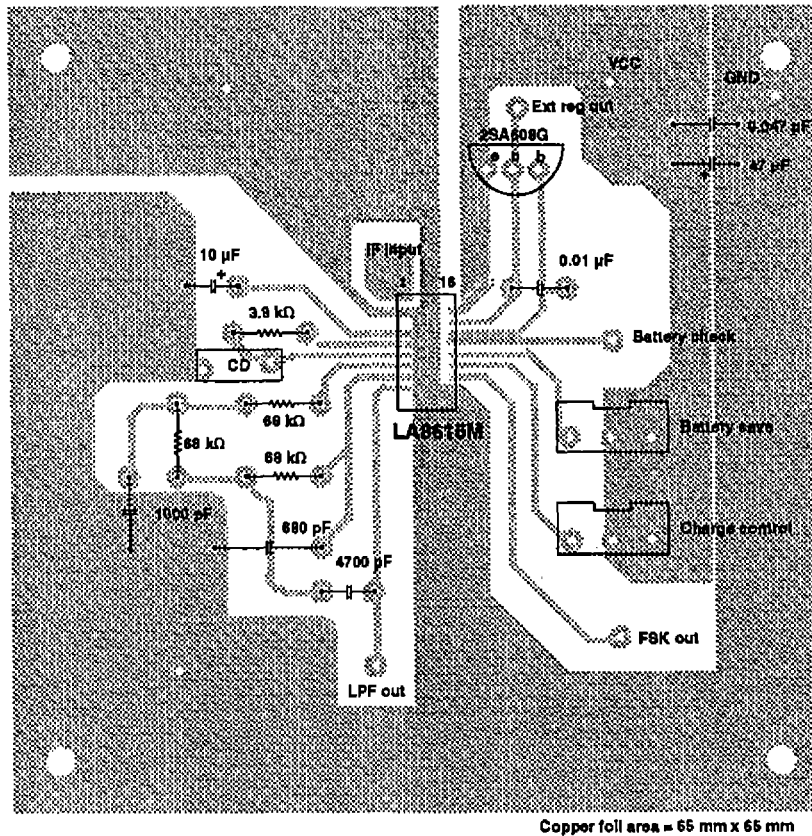 VCC
GND
Ext reg out
2SA608G
e
b
0.047 µF
47 µF
IF input
10 µF
+
1
16
0.01 µF
3.9 kΩ
Battery check
CD
68 kΩ
LA8615M
Battery save
68 kΩ
68 kΩ
1000 pF
680 pF
Charge control
4700 pF
FSK out
LPF out
Copper foil area = 65 mm x 65 mm